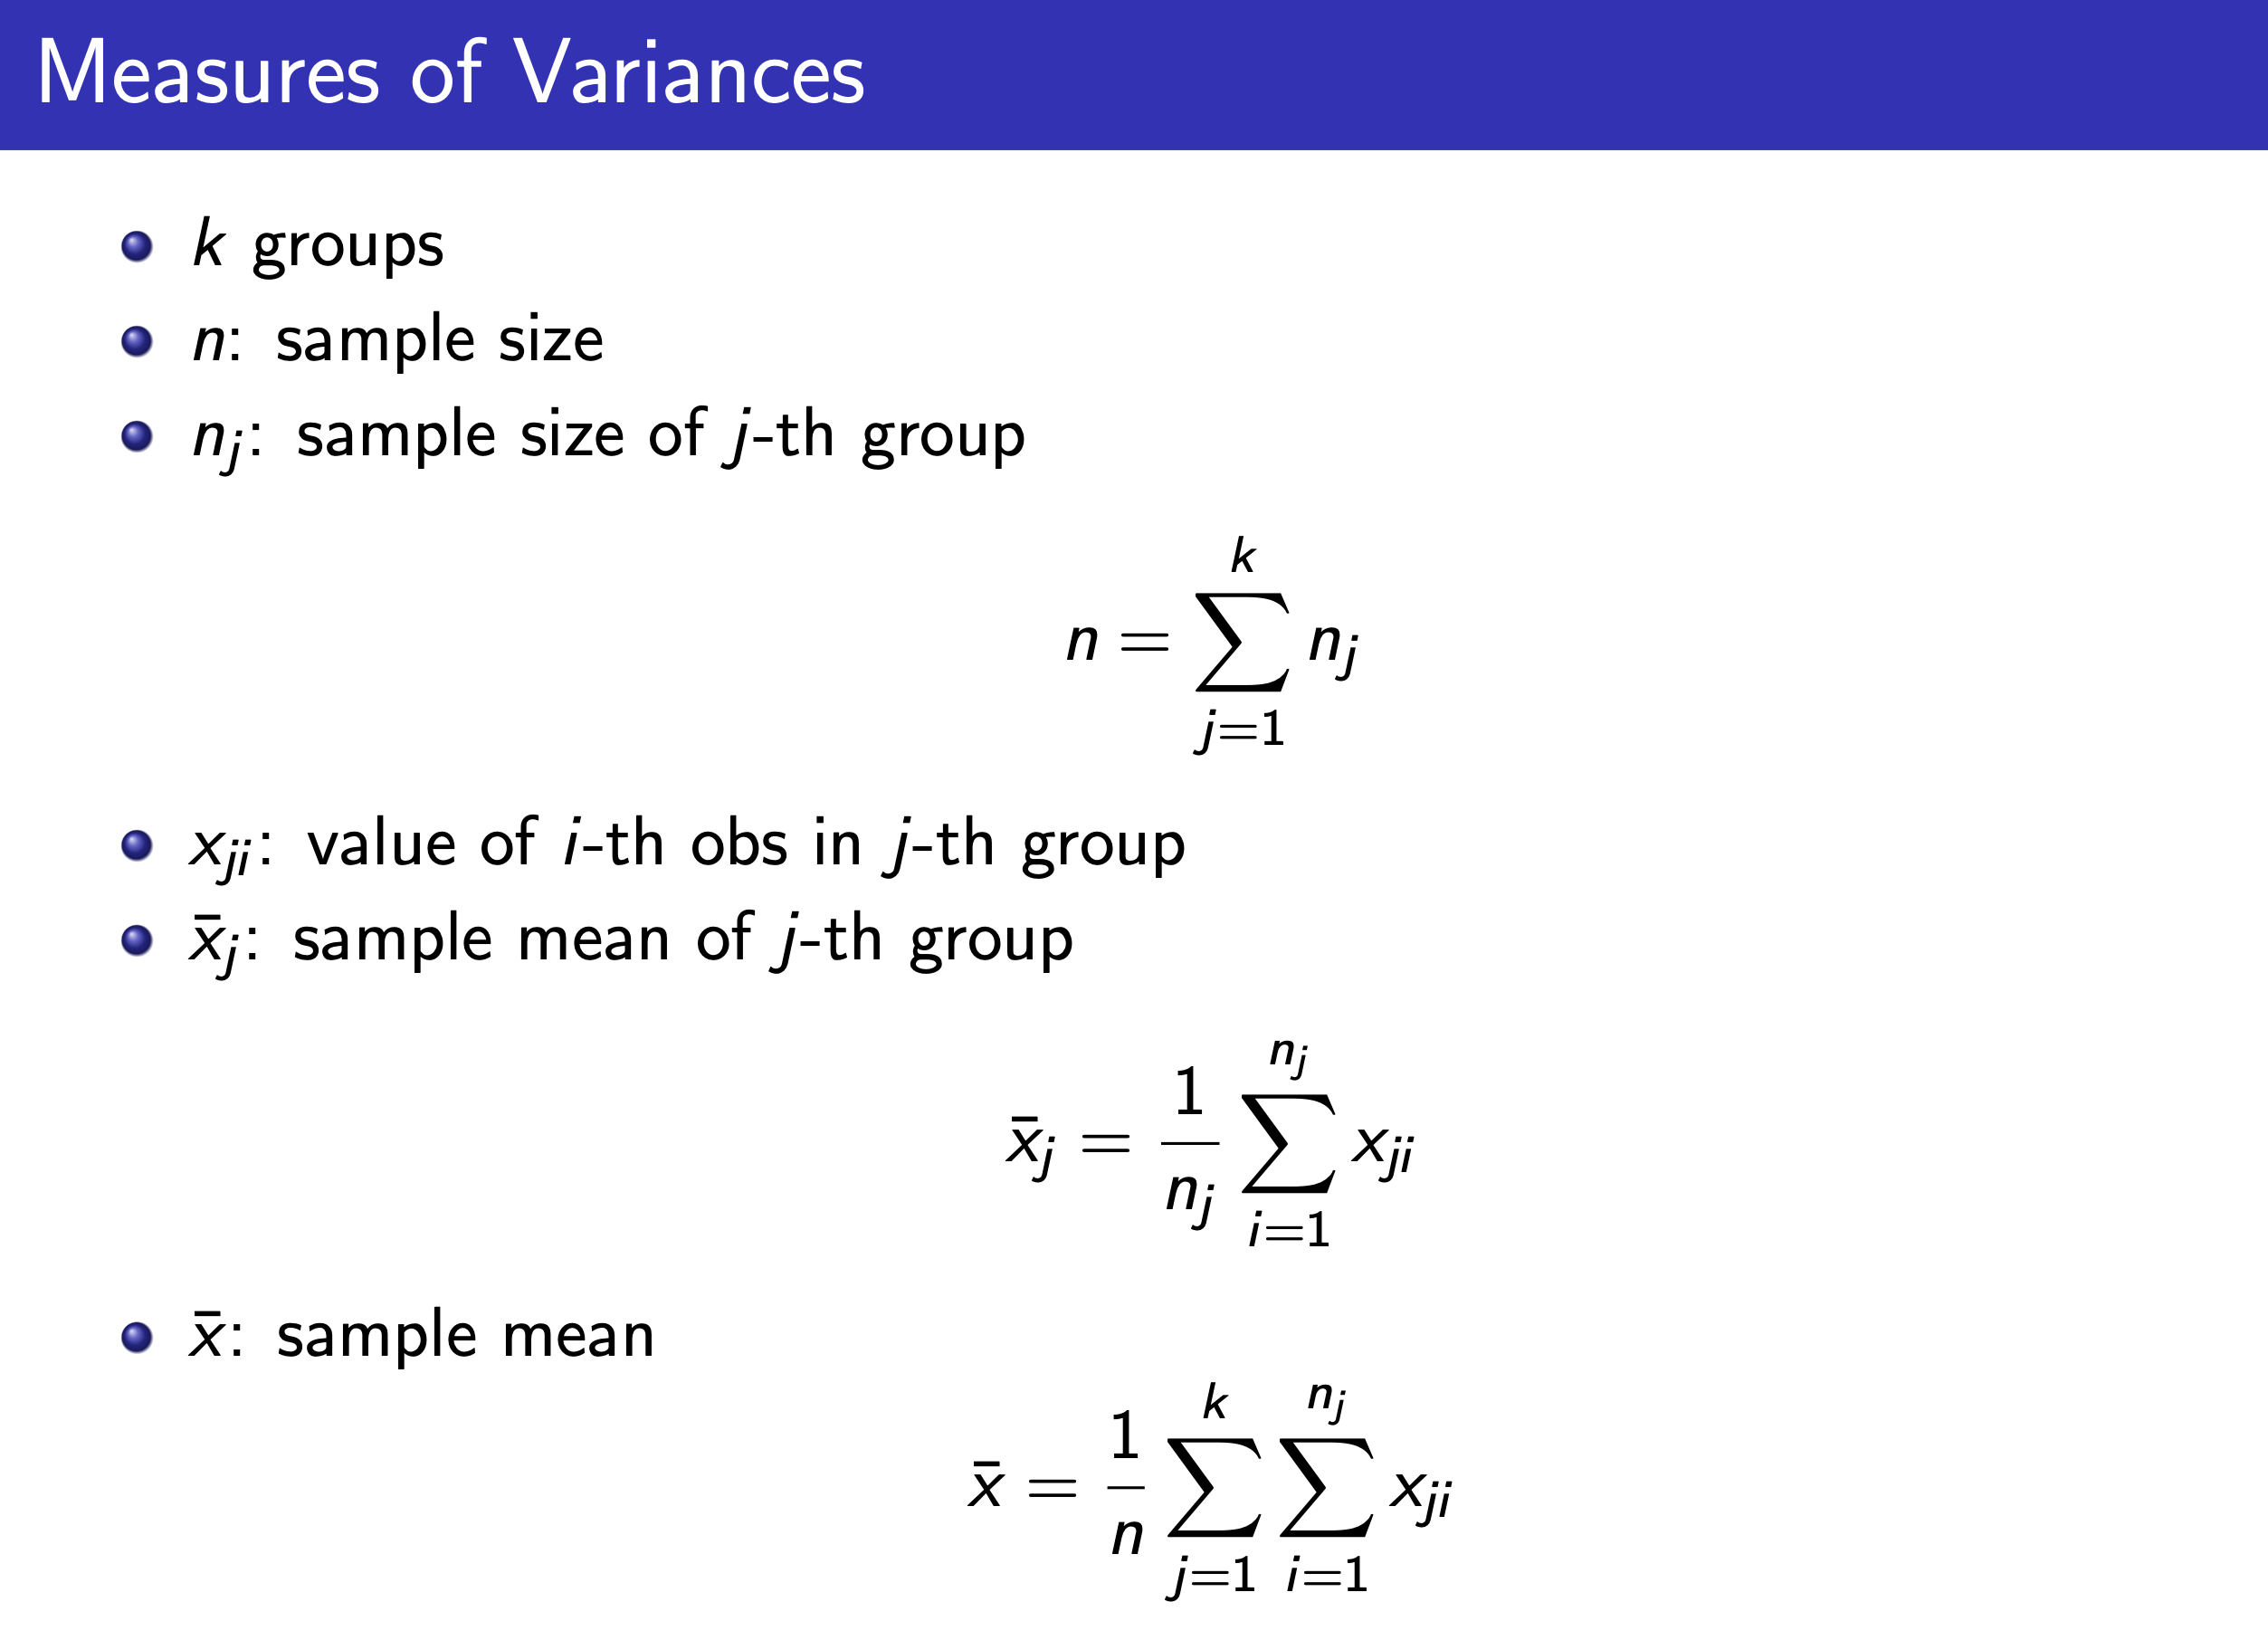 Measures of Variances
k groups
n: sample size
n_j: sample size of j-th group
n = \sum_{j=1}^{k} n_j
x_{ji}: value of i-th obs in j-th group
\bar{x}_j: sample mean of j-th group
\bar{x}_j = \frac{1}{n_j} \sum_{i=1}^{n_j} x_{ji}
\bar{x}: sample mean
\bar{x} = \frac{1}{n} \sum_{j=1}^{k} \sum_{i=1}^{n_j} x_{ji}